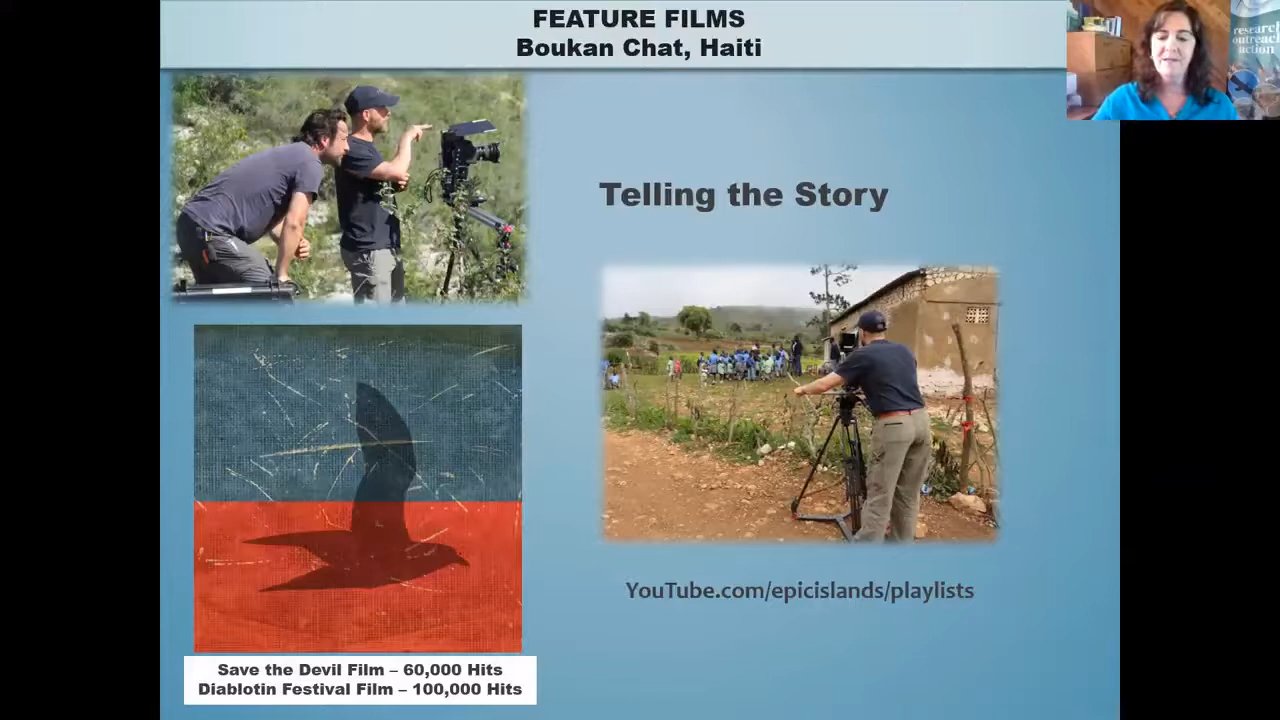 FEATURE FILMS
Boukan Chat, Haiti
research
outreach
action
Telling the Story
YouTube.com/epicislands/playlists
Save the Devil Film – 60,000 Hits
Diablotin Festival Film – 100,000 Hits